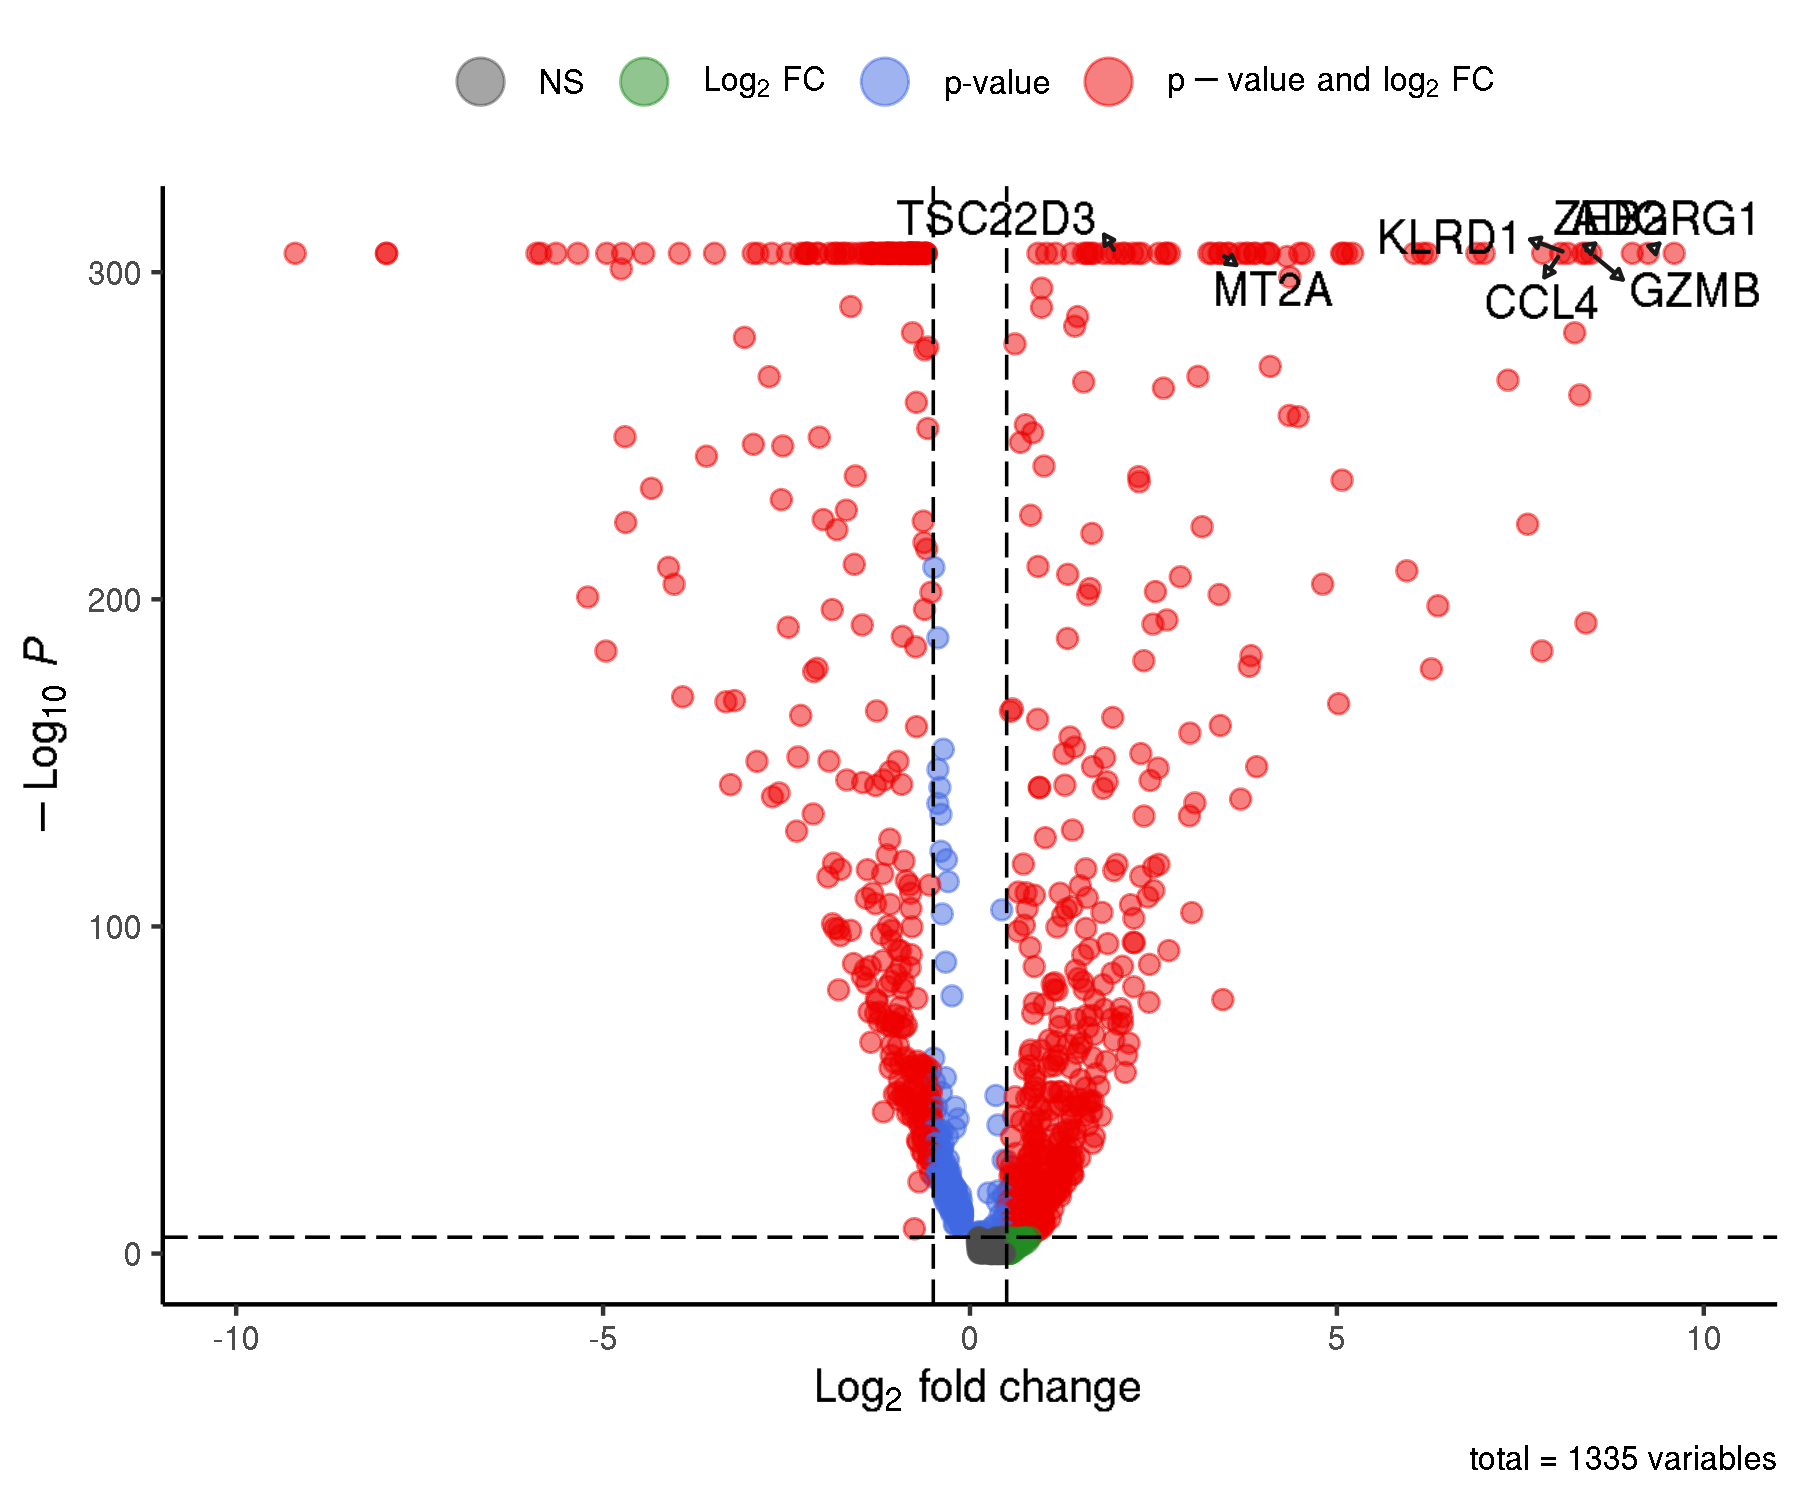 NS Log2 FC p-value p – value and log2 FC
TSC22D3
KLRD1
ADGRG1
MT2A
CCL4
GZMB
– Log10 P
300
200
100
0
-10 -5 0 5 10
Log2 fold change
total = 1335 variables